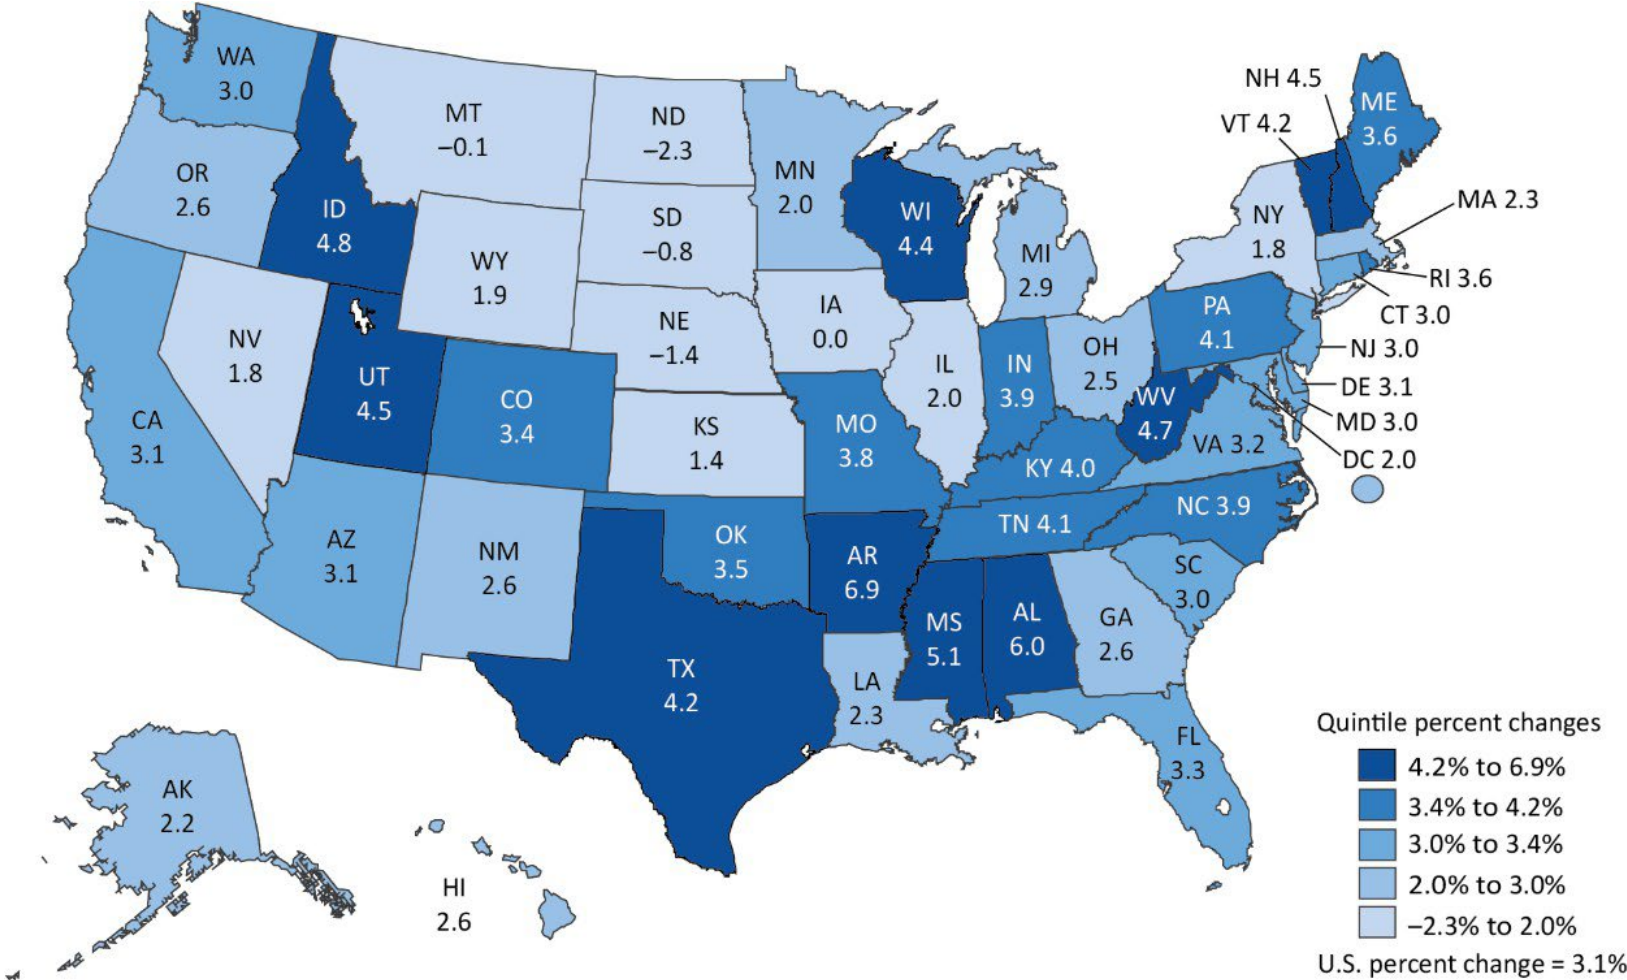 WA
3.0
MT
−0.1
ND
−2.3
MN
2.0
OR
2.6
ID
4.8
WY
1.9
SD
−0.8
WI
4.4
MI
2.9
NH 4.5
VT 4.2
ME
3.6
NY
1.8
MA 2.3
RI 3.6
CT 3.0
NJ 3.0
DE 3.1
MD 3.0
DC 2.0
PA
4.1
NV
1.8
UT
4.5
CO
3.4
NE
−1.4
IA
0.0
IL
2.0
IN
3.9
OH
2.5
WV
4.7
VA 3.2
CA
3.1
KS
1.4
MO
3.8
KY 4.0
TN 4.1
NC 3.9
AZ
3.1
NM
2.6
OK
3.5
AR
6.9
SC
3.0
TX
4.2
LA
2.3
MS
5.1
AL
6.0
GA
2.6
FL
3.3
AK
2.2
HI
2.6
Quintile percent changes
4.2% to 6.9%
3.4% to 4.2%
3.0% to 3.4%
2.0% to 3.0%
−2.3% to 2.0%
U.S. percent change = 3.1%